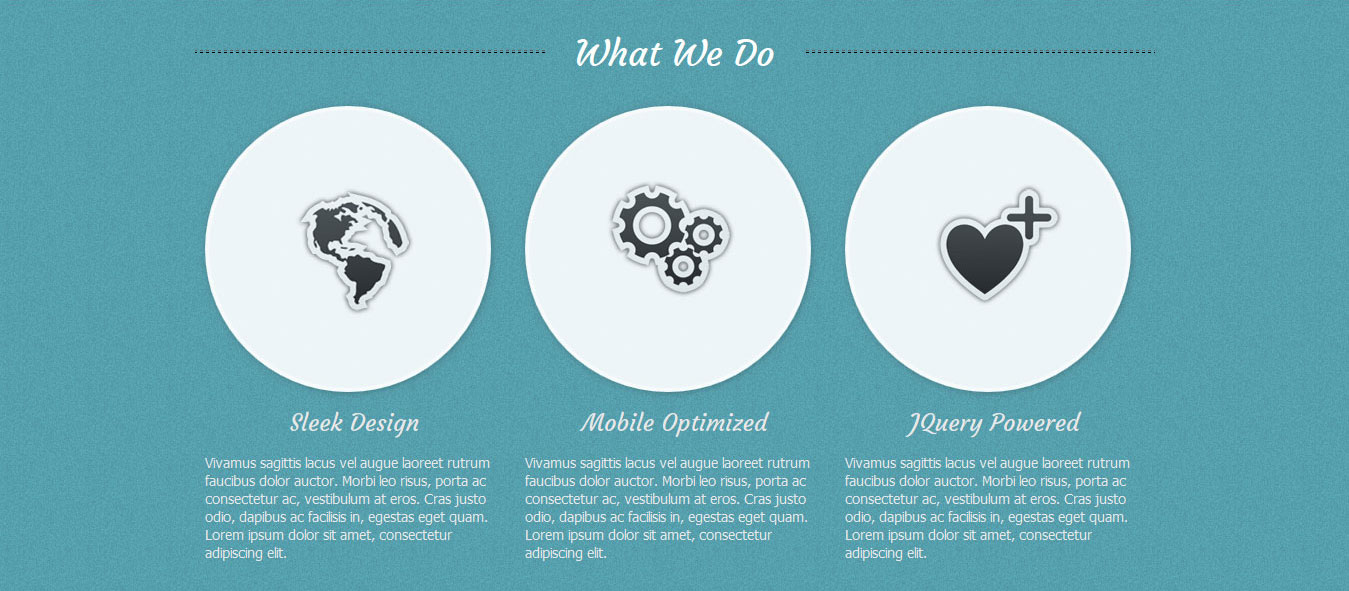 What We Do
Sleek Design
Vivamus sagittis lacus vel augue laoreet rutrum
faucibus dolor auctor. Morbi leo risus, porta ac
consectetur ac, vestibulum at eros. Cras justo
odio, dapibus ac facilisis in, egestas eget quam.
Lorem ipsum dolor sit amet, consectetur
adipiscing elit.
Mobile Optimized
Vivamus sagittis lacus vel augue laoreet rutrum
faucibus dolor auctor. Morbi leo risus, porta ac
consectetur ac, vestibulum at eros. Cras justo
odio, dapibus ac facilisis in, egestas eget quam.
Lorem ipsum dolor sit amet, consectetur
adipiscing elit.
JQuery Powered
Vivamus sagittis lacus vel augue laoreet rutrum
faucibus dolor auctor. Morbi leo risus, porta ac
consectetur ac, vestibulum at eros. Cras justo
odio, dapibus ac facilisis in, egestas eget quam.
Lorem ipsum dolor sit amet, consectetur
adipiscing elit.